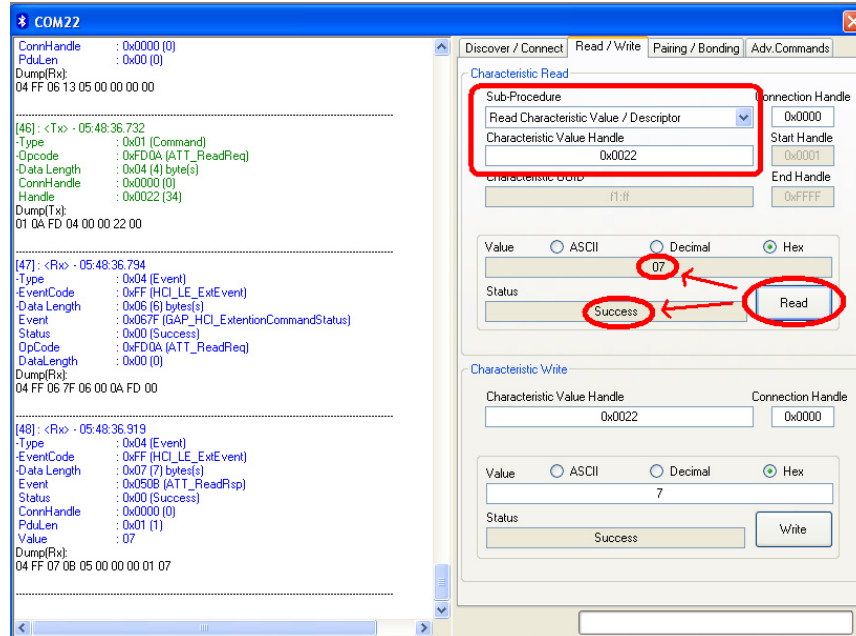 COM22
ConnHandle : 0x0000 (0)
PduLen : 0x00 (0)
Dump(Rx):
04 FF 06 13 05 00 00 00 00
[46] : <Tx> - 05:48:36.732
-Type : 0x01 (Command)
-Opcode : 0xFD0A (ATT_ReadReq)
-Data Length : 0x04 (4) byte(s)
ConnHandle : 0x0000 (0)
Handle : 0x0022 (34)
Dump(Tx):
01 0A FD 04 00 00 22 00
[47] : <Rx> - 05:48:36.794
-Type : 0x04 (Event)
-EventCode : 0xFF (HCI_LE_ExtEvent)
-Data Length : 0x06 (6) bytes(s)
Event : 0x067F (GAP_HCI_ExtentionCommandStatus)
Status : 0x00 (Success)
OpCode : 0xFD0A (ATT_ReadReq)
DataLength : 0x00 (0)
Dump(Rx):
04 FF 06 7F 06 00 0A FD 00
[48] : <Rx> - 05:48:36.919
-Type : 0x04 (Event)
-EventCode : 0xFF (HCI_LE_ExtEvent)
-Data Length : 0x07 (7) bytes(s)
Event : 0x050B (ATT_ReadRsp)
Status : 0x00 (Success)
ConnHandle : 0x0000 (0)
PduLen : 0x01 (1)
Value : 07
Dump(Rx):
04 FF 07 0B 05 00 00 00 01 07
Discover / Connect Read / Write Pairing / Bonding Adv.Commands
Characteristic Read
Sub-Procedure Connection Handle
Read Characteristic Value / Descriptor 0x0000
Characteristic Value Handle Start Handle
0x0022 0x0001
Characteristic UUID End Handle
f1:ff 0xFFFF
Value ASCII Decimal Hex
07
Status Read
Success
Characteristic Write
Characteristic Value Handle Connection Handle
0x0022 0x0000
Value ASCII Decimal Hex
7
Status Write
Success